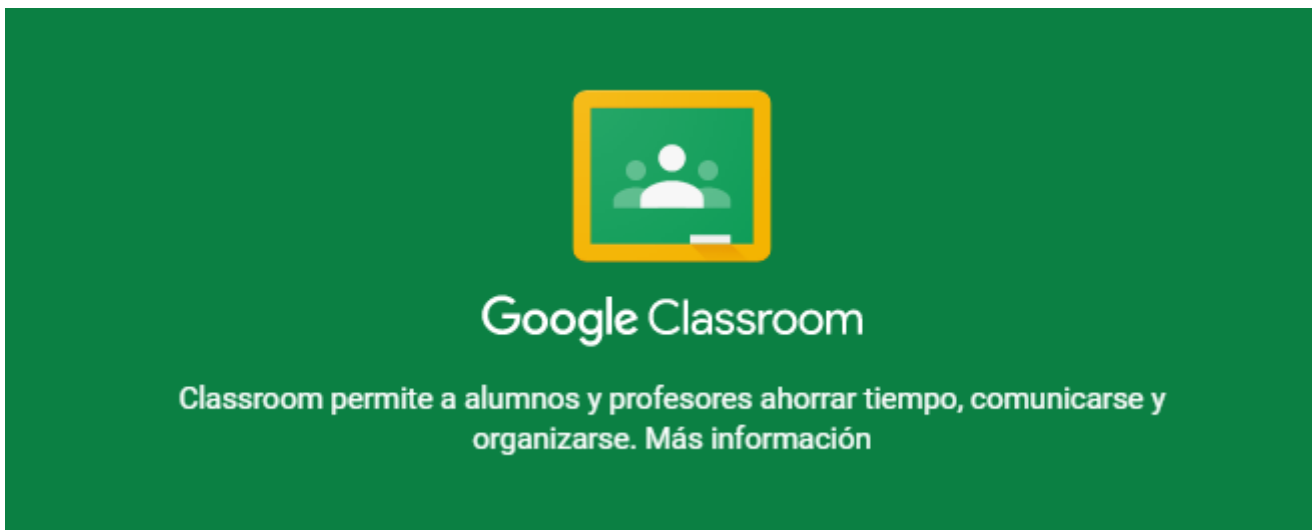 Google Classroom
Classroom permite a alumnos y profesores ahorrar tiempo, comunicarse y
organizarse. Más información